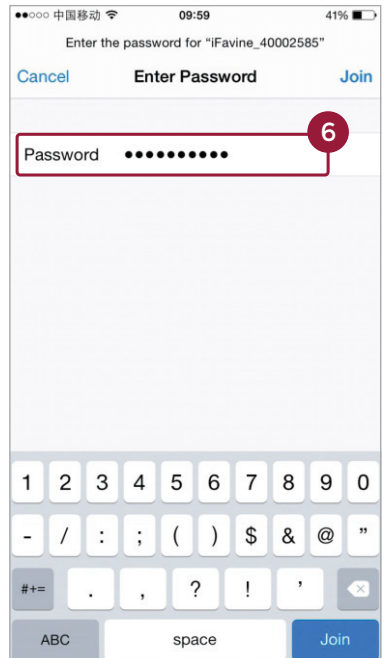 ●●○○○ 中国移动 09:59 41%
Enter the password for “iFavine_40002585”
Cancel Enter Password Join
6
Password ●●●●●●●●●●
1 2 3 4 5 6 7 8 9 0
- / : ; ( ) $ & @ ”
#+= . , ? ! ’
ABC space Join